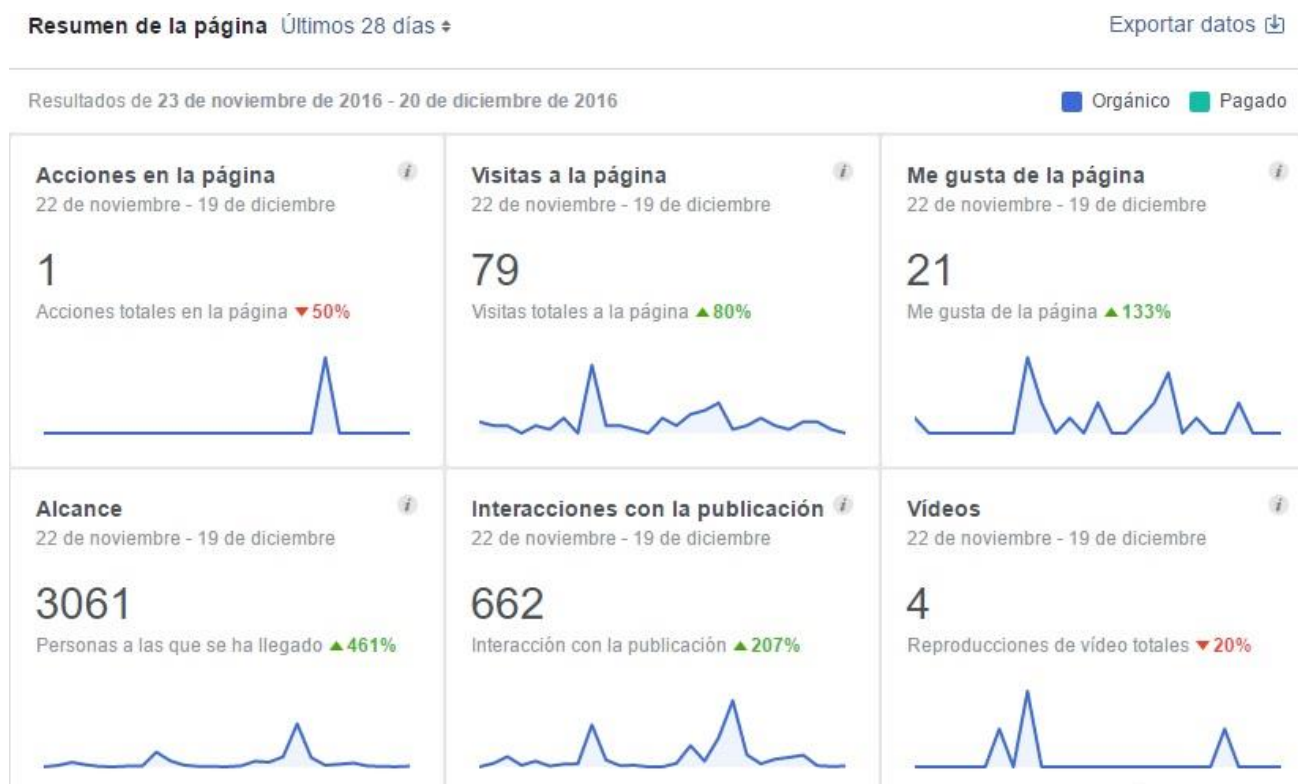 Resumen de la página Últimos 28 días
Exportar datos
Resultados de 23 de noviembre de 2016 - 20 de diciembre de 2016
Orgánico Pagado
Acciones en la página
22 de noviembre - 19 de diciembre
1
Acciones totales en la página ▼50%
Visitas a la página
22 de noviembre - 19 de diciembre
79
Visitas totales a la página ▲80%
Me gusta de la página
22 de noviembre - 19 de diciembre
21
Me gusta de la página ▲133%
Alcance
22 de noviembre - 19 de diciembre
3061
Personas a las que se ha llegado ▲461%
Interacciones con la publicación
22 de noviembre - 19 de diciembre
662
Interacción con la publicación ▲207%
Vídeos
22 de noviembre - 19 de diciembre
4
Reproducciones de vídeo totales ▼20%